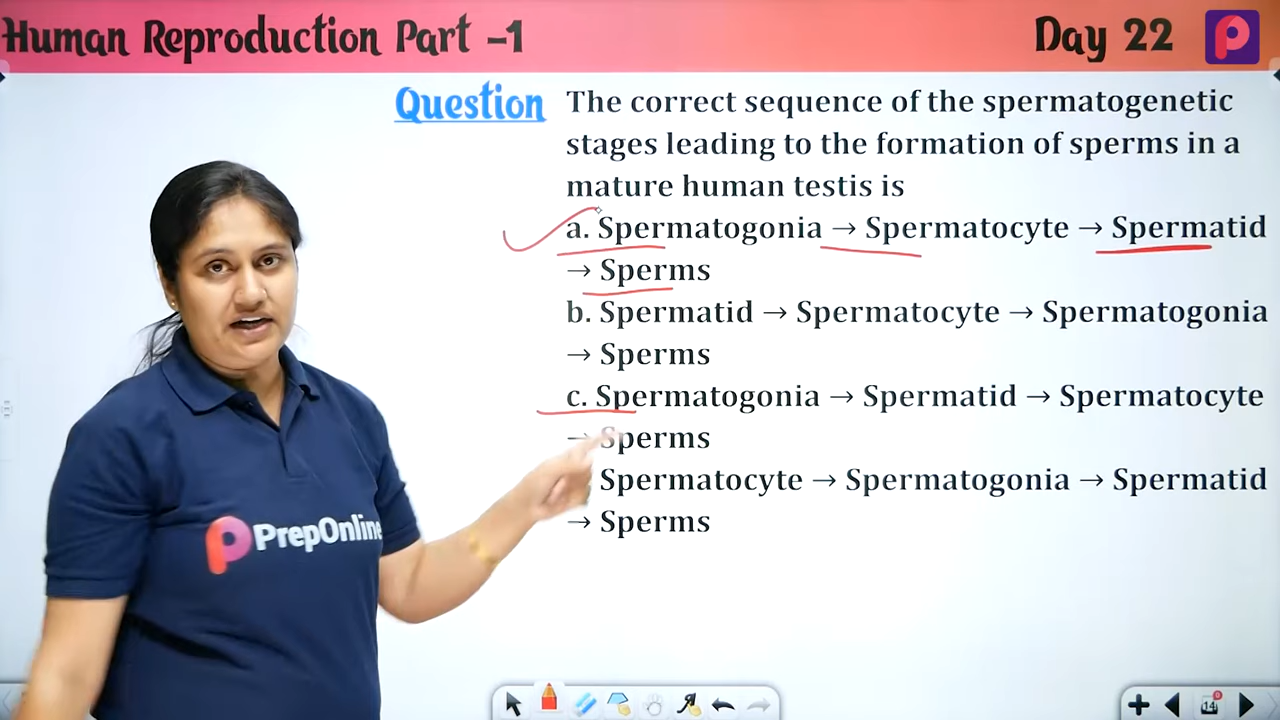 Human Reproduction Part -1
Day 22
Question
The correct sequence of the spermatogenetic
stages leading to the formation of sperms in a
mature human testis is
a. Spermatogonia → Spermatocyte → Spermatid
→ Sperms
b. Spermatid → Spermatocyte → Spermatogonia
→ Sperms
c. Spermatogonia → Spermatid → Spermatocyte
→ Sperms
Spermatocyte → Spermatogonia → Spermatid
→ Sperms
PrepOnline
14